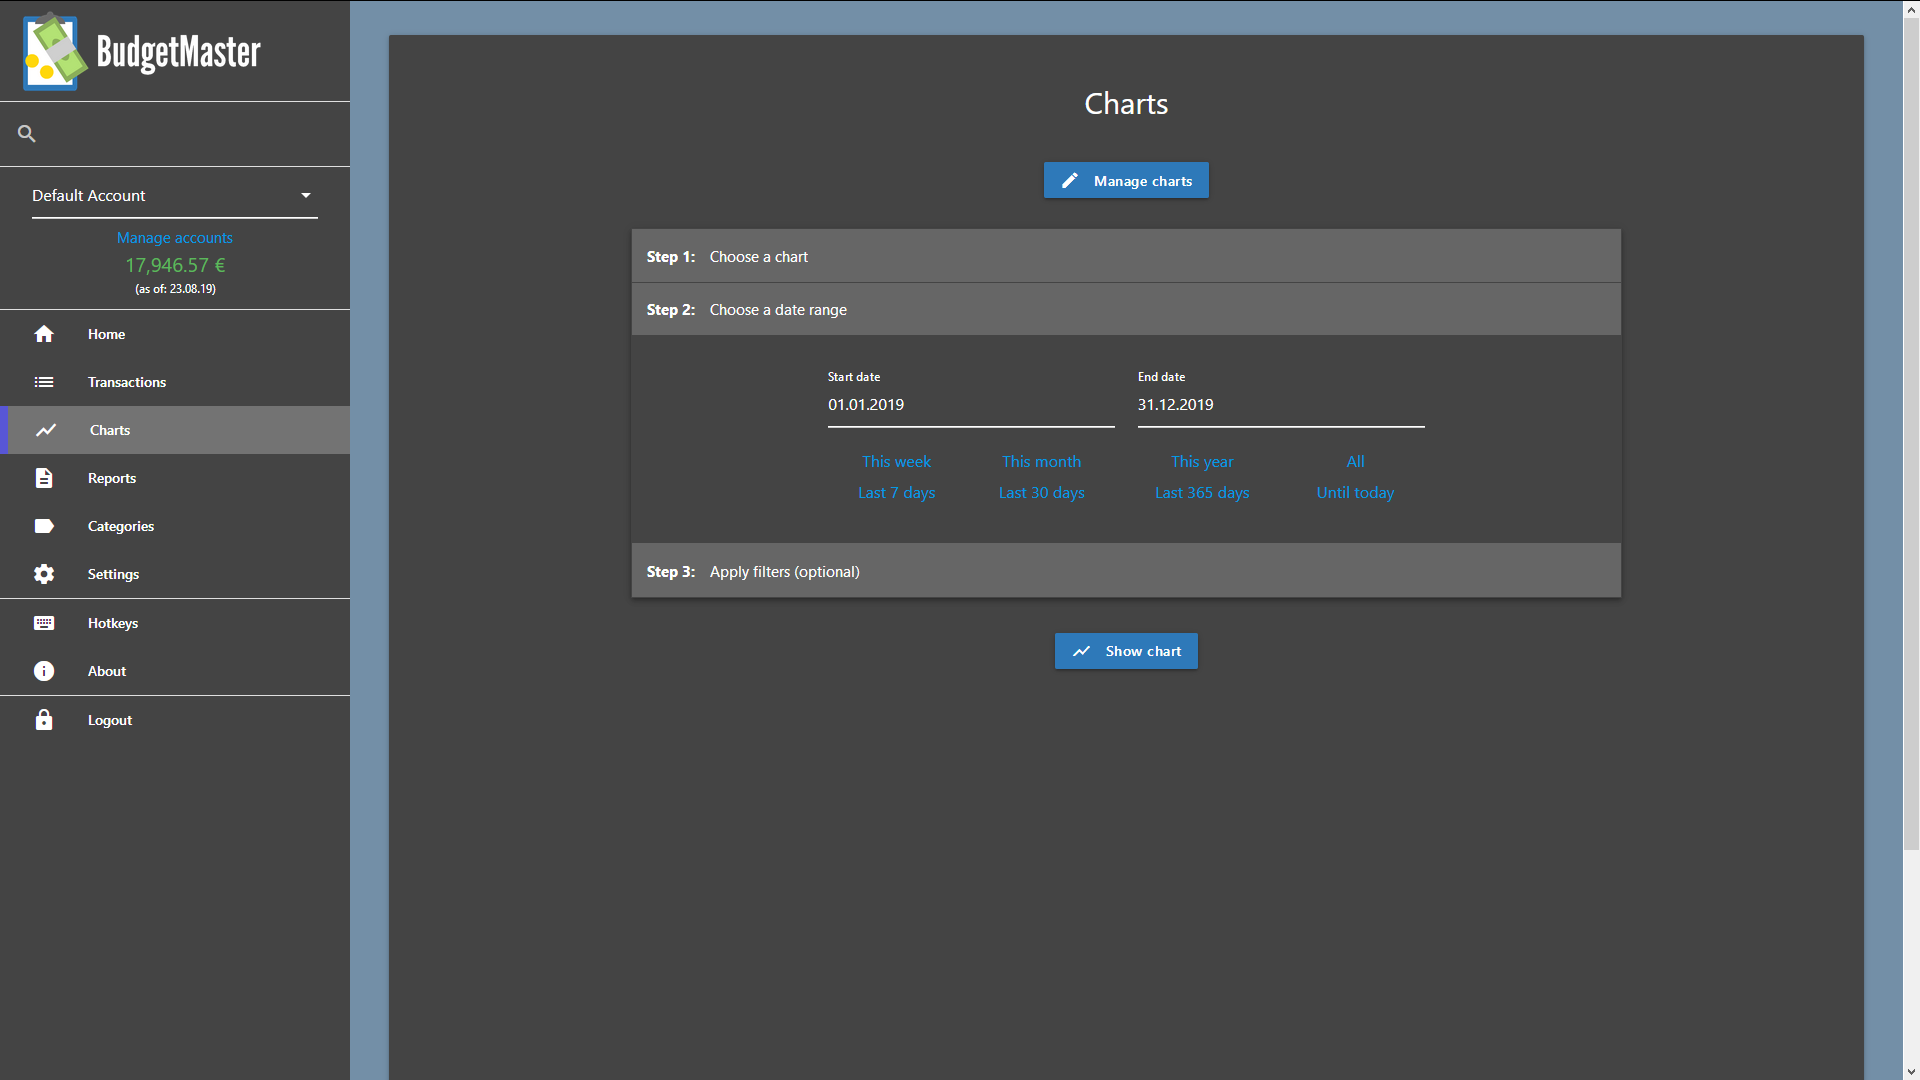 BudgetMaster
Default Account
Manage accounts
17,946.57 €
(as of: 23.08.19)
Home
Transactions
Charts
Reports
Categories
Settings
Hotkeys
About
Logout
Charts
Manage charts
Step 1: Choose a chart
Step 2: Choose a date range
Start date End date
01.01.2019 31.12.2019
This week This month This year All
Last 7 days Last 30 days Last 365 days Until today
Step 3: Apply filters (optional)
Show chart